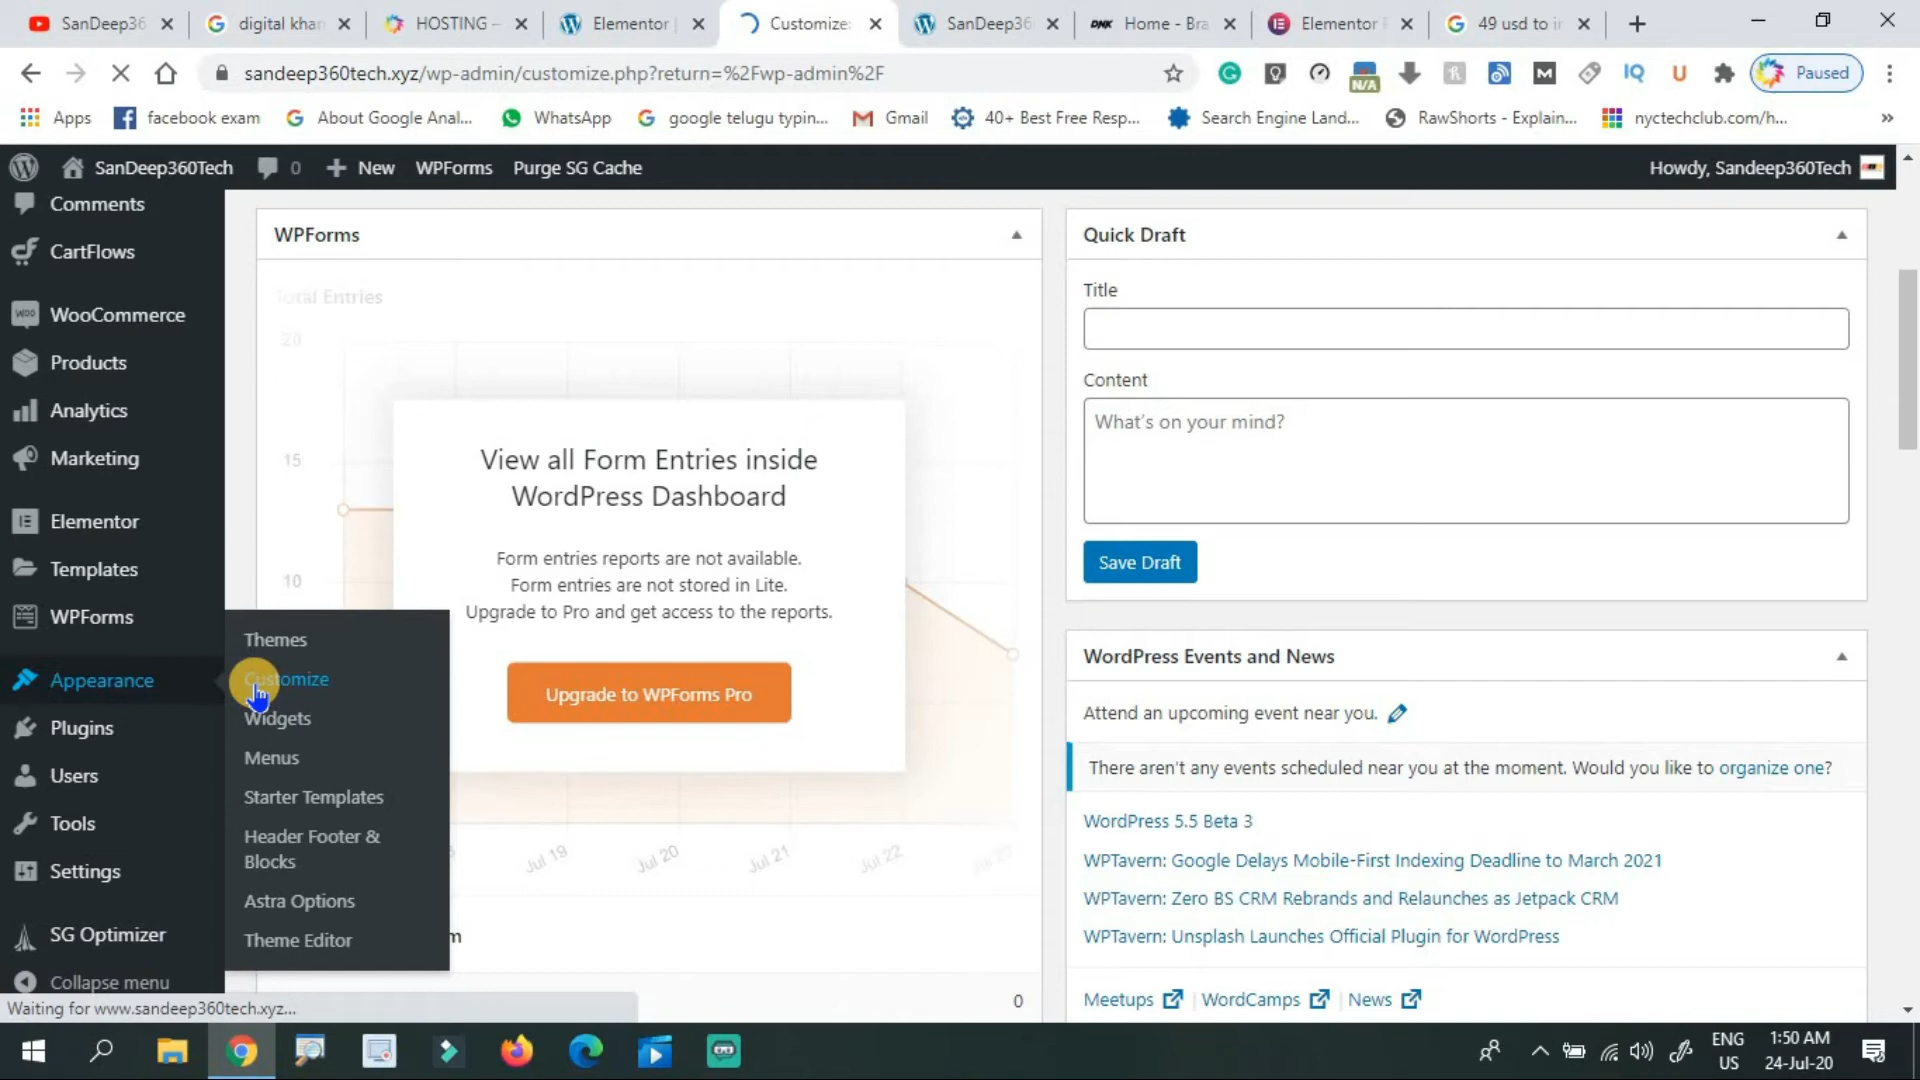 SanDeep36
digital khan
HOSTING –
Elementor
Customize:
SanDeep36
DNK
Home - Bra
Elementor P
49 usd to in
sandeep360tech.xyz/wp-admin/customize.php?return=%2Fwp-admin%2F
N/A
IQ
Paused
Apps
facebook exam
About Google Anal...
WhatsApp
google telugu typin...
Gmail
40+ Best Free Resp...
Search Engine Land...
RawShorts - Explain...
nyctechclub.com/h...
»
SanDeep360Tech
0
New
WPForms
Purge SG Cache
Howdy, Sandeep360Tech
Comments
CartFlows
WooCommerce
Products
Analytics
Marketing
Elementor
Templates
WPForms
Appearance
Plugins
Users
Tools
Settings
SG Optimizer
Collapse menu
Themes
Customize
Widgets
Menus
Starter Templates
Header Footer &
Blocks
Astra Options
Theme Editor
WPForms
Total Entries
20
15
10
View all Form Entries inside
WordPress Dashboard
Form entries reports are not available.
Form entries are not stored in Lite.
Upgrade to Pro and get access to the reports.
Upgrade to WPForms Pro
Jul 19
Jul 20
Jul 21
Jul 22
m
0
Quick Draft
Title
Content
What's on your mind?
Save Draft
WordPress Events and News
Attend an upcoming event near you.
There aren't any events scheduled near you at the moment. Would you like to organize one?
WordPress 5.5 Beta 3
WPTavern: Google Delays Mobile-First Indexing Deadline to March 2021
WPTavern: Zero BS CRM Rebrands and Relaunches as Jetpack CRM
WPTavern: Unsplash Launches Official Plugin for WordPress
Meetups | WordCamps | News
Waiting for www.sandeep360tech.xyz...
ENG
US
1:50 AM
24-Jul-20